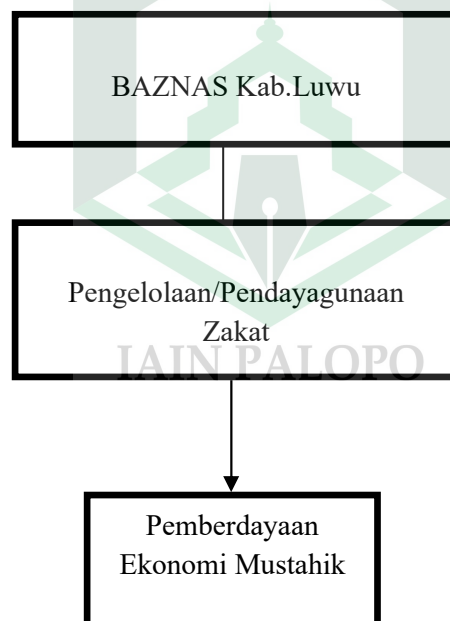 BAZNAS Kab.Luwu
Pengelolaan/Pendayagunaan
Zakat
IAIN PALOPO
Pemberdayaan
Ekonomi Mustahik